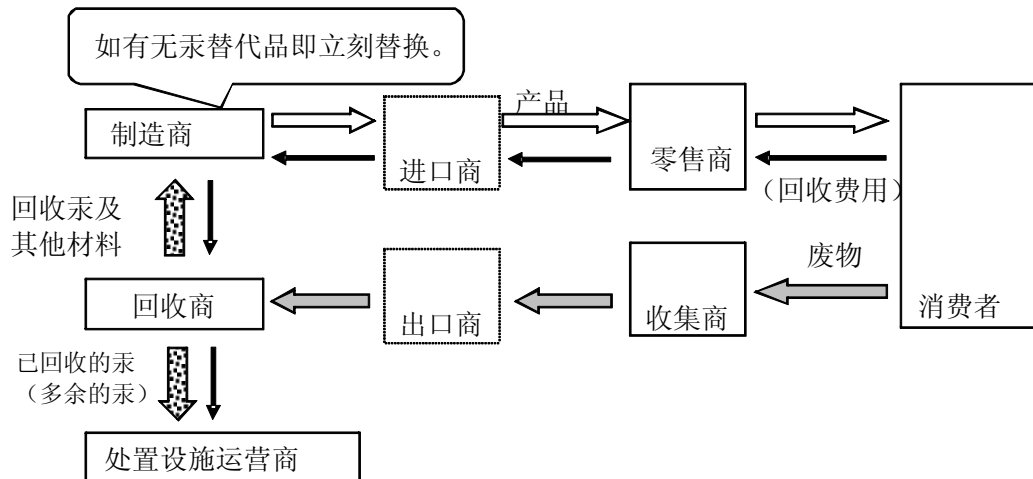 如有无汞替代品即立刻替换。
产品
制造商
进口商
零售商
（回收费用）
回收汞及
其他材料
废物
回收商
出口商
收集商
消费者
已回收的汞
（多余的汞）
处置设施运营商